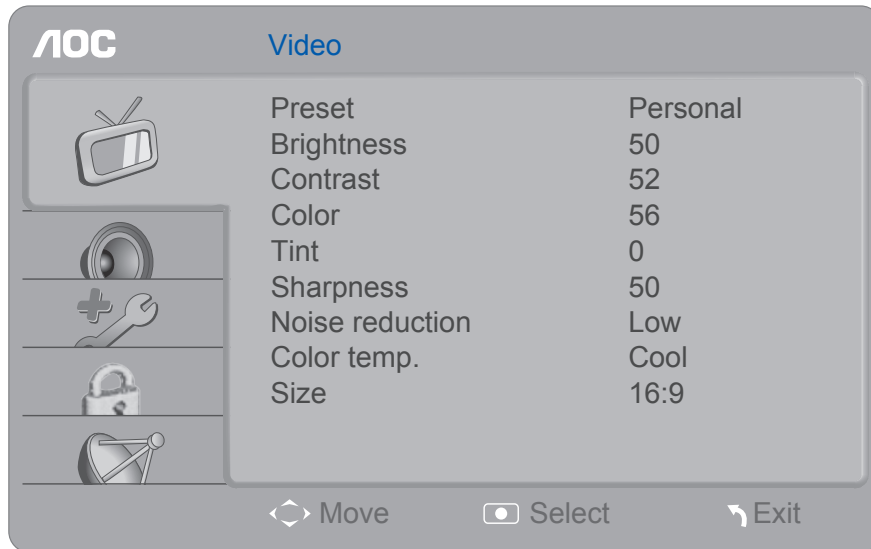 AOC
Video
Preset Personal
Brightness 50
Contrast 52
Color 56
Tint 0
Sharpness 50
Noise reduction Low
Color temp. Cool
Size 16:9
Move Select Exit